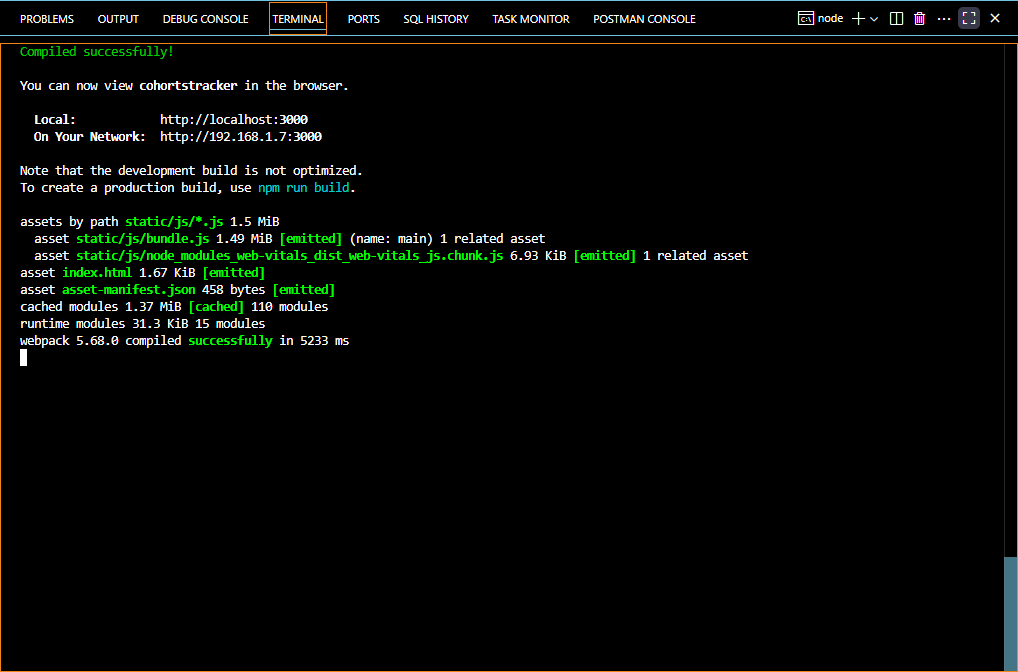 PROBLEMS OUTPUT DEBUG CONSOLE TERMINAL PORTS SQL HISTORY TASK MONITOR POSTMAN CONSOLE node
Compiled successfully!
You can now view cohortstracker in the browser.
Local: http://localhost:3000
On Your Network: http://192.168.1.7:3000
Note that the development build is not optimized.
To create a production build, use npm run build.
assets by path static/js/*.js 1.5 MiB
asset static/js/bundle.js 1.49 MiB [emitted] (name: main) 1 related asset
asset static/js/node_modules_web-vitals_dist_web-vitals_js.chunk.js 6.93 KiB [emitted] 1 related asset
asset index.html 1.67 KiB [emitted]
asset asset-manifest.json 458 bytes [emitted]
cached modules 1.37 MiB [cached] 110 modules
runtime modules 31.3 KiB 15 modules
webpack 5.68.0 compiled successfully in 5233 ms